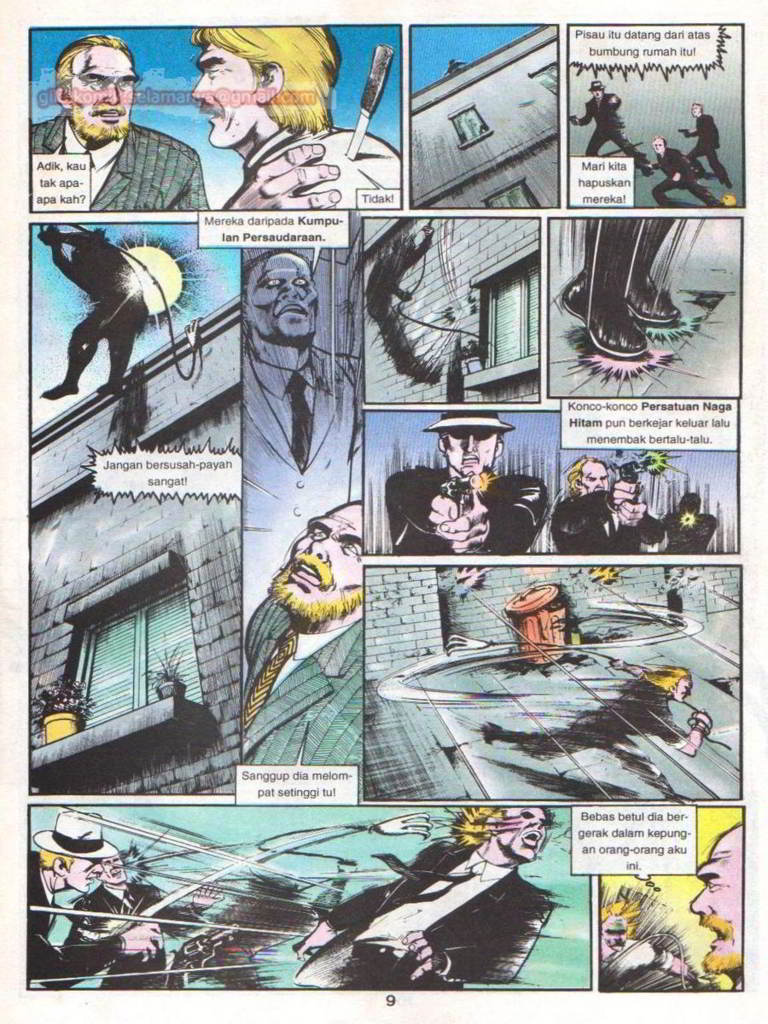 Adik, kau
tak apa-
apa kah?
Tidak!
Pisau itu datang dari atas
bumbung rumah itu!
Mari kita
hapuskan
mereka!
Mereka daripada Kumpu-
lan Persaudaraan.
Jangan bersusah-payah
sangat!
Sanggup dia melom-
pat setinggi tu!
Konco-konco Persatuan Naga
Hitam pun berkejar keluar lalu
menembak bertalu-talu.
Bebas betul dia ber-
gerak dalam kepung-
an orang-orang aku
ini.
9